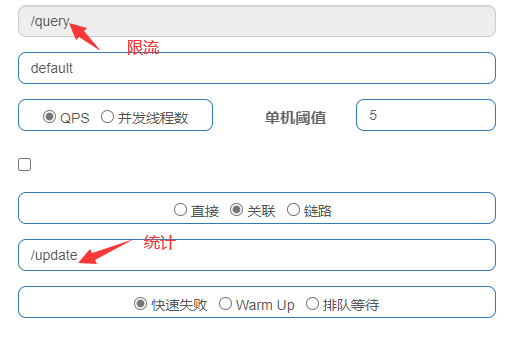 /query
限流
default
QPS 并发线程数 单机阈值 5
直接 关联 链路
统计
/update
快速失败 Warm Up 排队等待